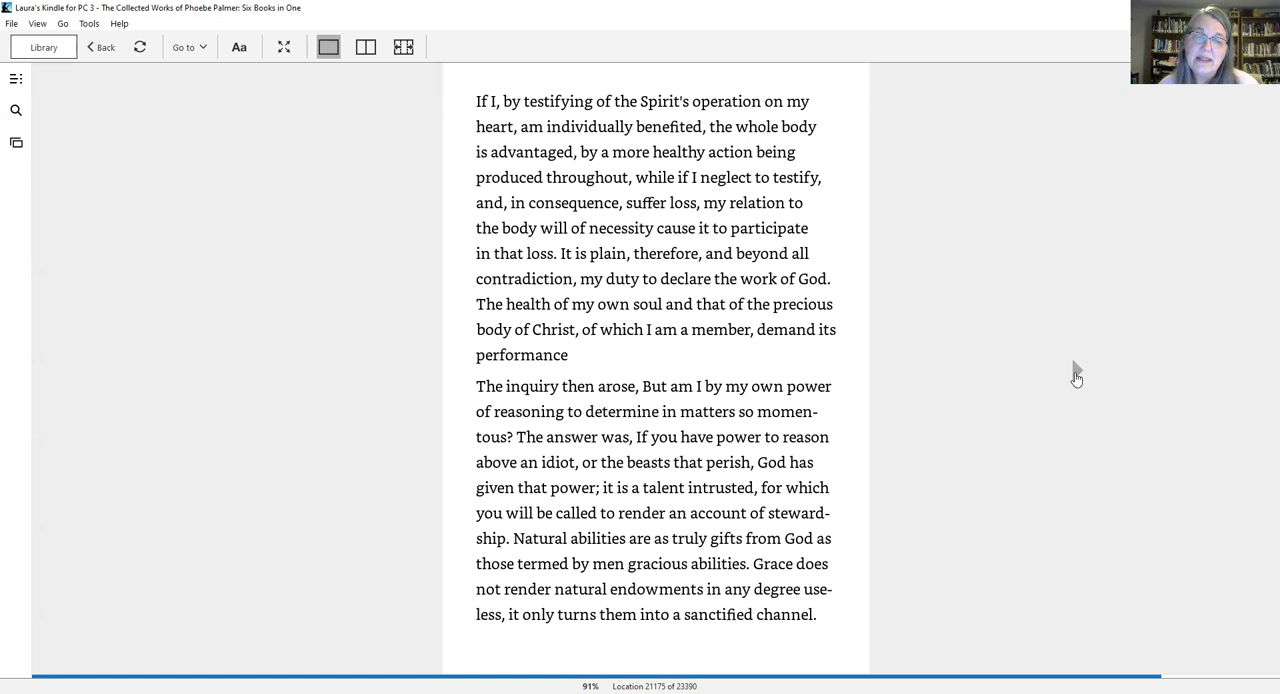 Laura's Kindle for PC 3 - The Collected Works of Phoebe Palmer: Six Books in One
File View Go Tools Help
Library Back Go to Aa
If I, by testifying of the Spirit's operation on my
heart, am individually benefited, the whole body
is advantaged, by a more healthy action being
produced throughout, while if I neglect to testify,
and, in consequence, suffer loss, my relation to
the body will of necessity cause it to participate
in that loss. It is plain, therefore, and beyond all
contradiction, my duty to declare the work of God.
The health of my own soul and that of the precious
body of Christ, of which I am a member, demand its
performance
The inquiry then arose, But am I by my own power
of reasoning to determine in matters so momen-
tous? The answer was, If you have power to reason
above an idiot, or the beasts that perish, God has
given that power; it is a talent intrusted, for which
you will be called to render an account of steward-
ship. Natural abilities are as truly gifts from God as
those termed by men gracious abilities. Grace does
not render natural endowments in any degree use-
less, it only turns them into a sanctified channel.
91% Location 21175 of 23390